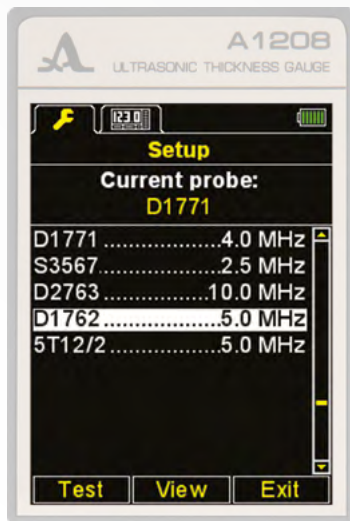 A1208
ULTRASONIC THICKNESS GAUGE
123.0
Setup
Current probe:
D1771
D1771..................4.0 MHz
S3567..................2.5 MHz
D2763................10.0 MHz
D1762..................5.0 MHz
5T12/2.................5.0 MHz
Test View Exit